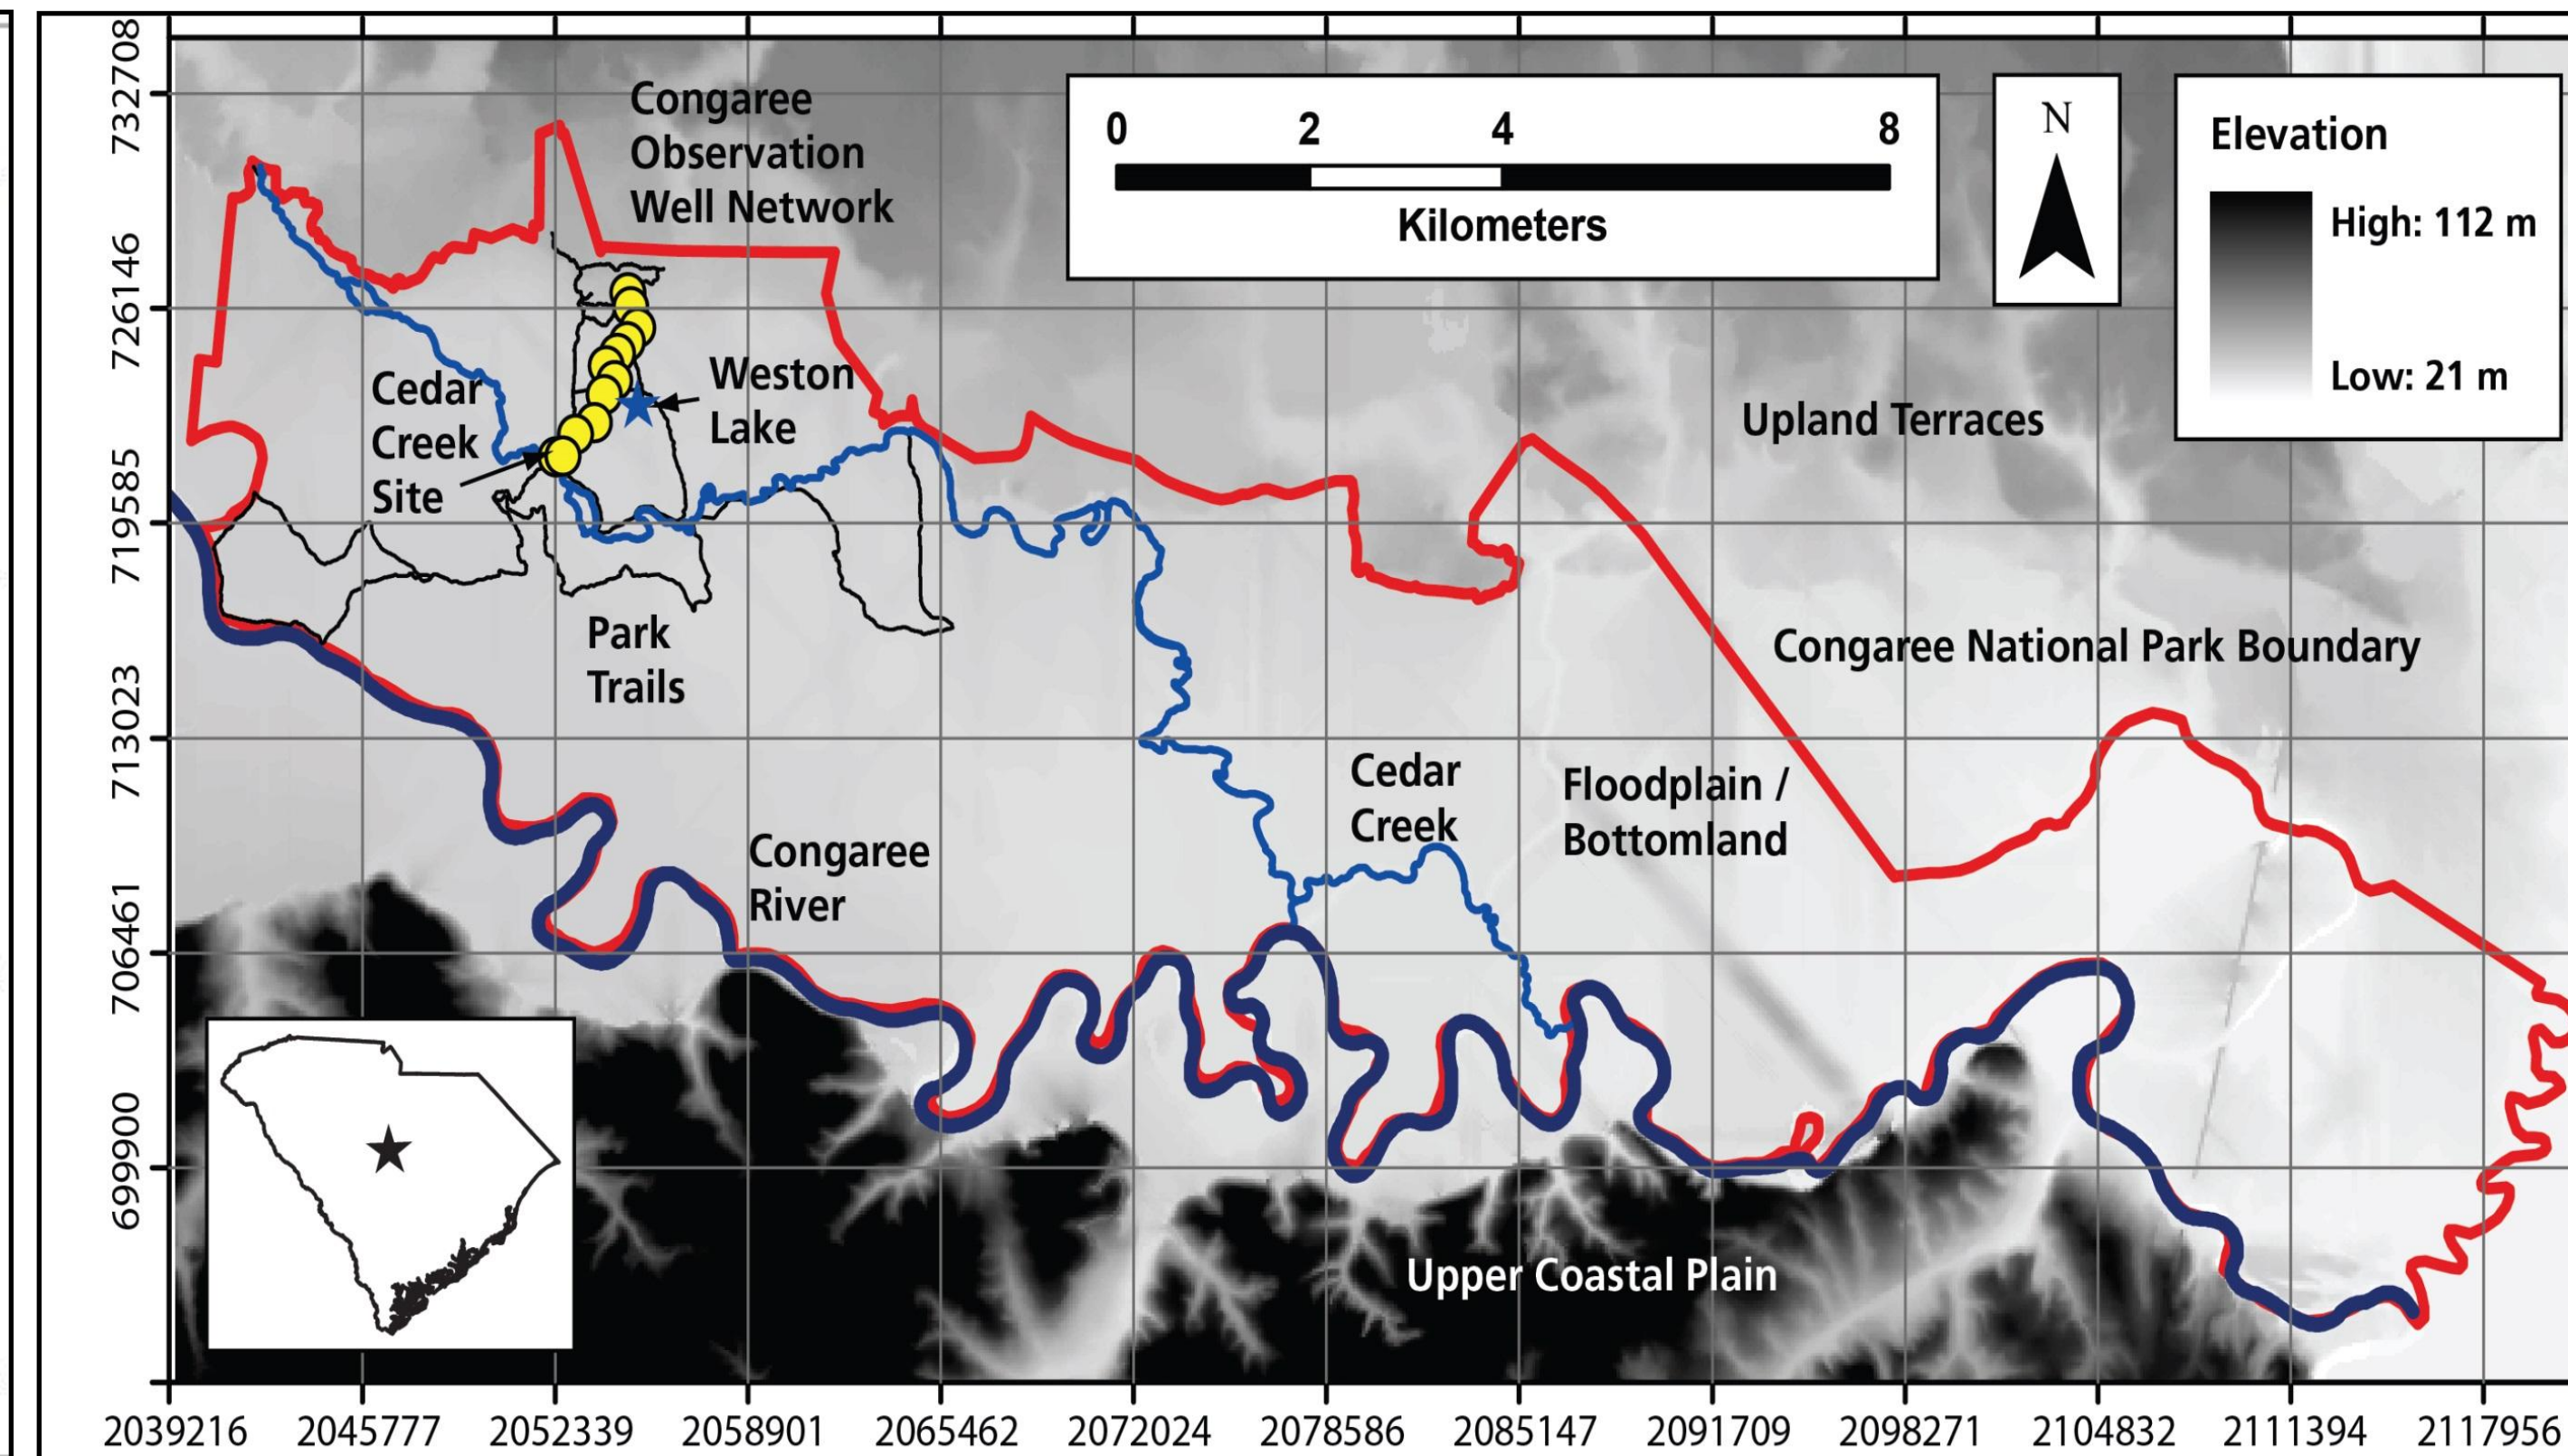 732708
726146
719585
713023
706461
699900
Congaree
Observation
Well Network
0 2 4 8
Kilometers
N
Elevation
High: 112 m
Low: 21 m
Cedar
Creek
Site
Weston
Lake
Upland Terraces
Park
Trails
Congaree National Park Boundary
Cedar
Creek
Floodplain /
Bottomland
Congaree
River
Upper Coastal Plain
2039216 2045777 2052339 2058901 2065462 2072024 2078586 2085147 2091709 2098271 2104832 2111394 2117956